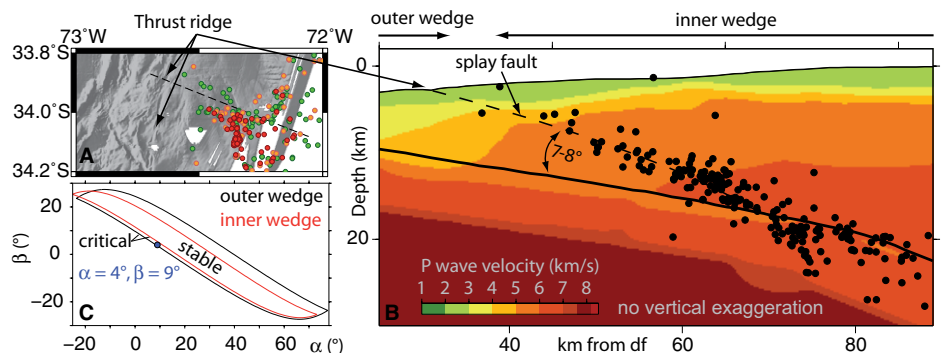 Thrust ridge
73°W
72°W
33.8°S
34.0°S
34.2°S
A
outer wedge
inner wedge
splay fault
7-8°
Depth (km)
0
20
P wave velocity (km/s)
1 2 3 4 5 6 7 8
B
no vertical exaggeration
40
60
80
km from df
outer wedge
inner wedge
critical
stable
α = 4°, β = 9°
β (°)
20
0
−20
C
−20 0 20 40 60
α (°)